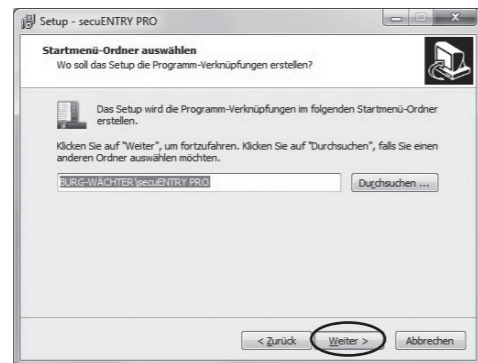 Setup - secuENTRY PRO
Startmenü-Ordner auswählen
Wo soll das Setup die Programm-Verknüpfungen erstellen?
Das Setup wird die Programm-Verknüpfungen im folgenden Startmenü-Ordner
erstellen.
Klicken Sie auf "Weiter", um fortzufahren. Klicken Sie auf "Durchsuchen", falls Sie einen
anderen Ordner auswählen möchten.
BURG-WÄCHTER\secuENTRY PRO
Durchsuchen ...
< Zurück
Weiter >
Abbrechen